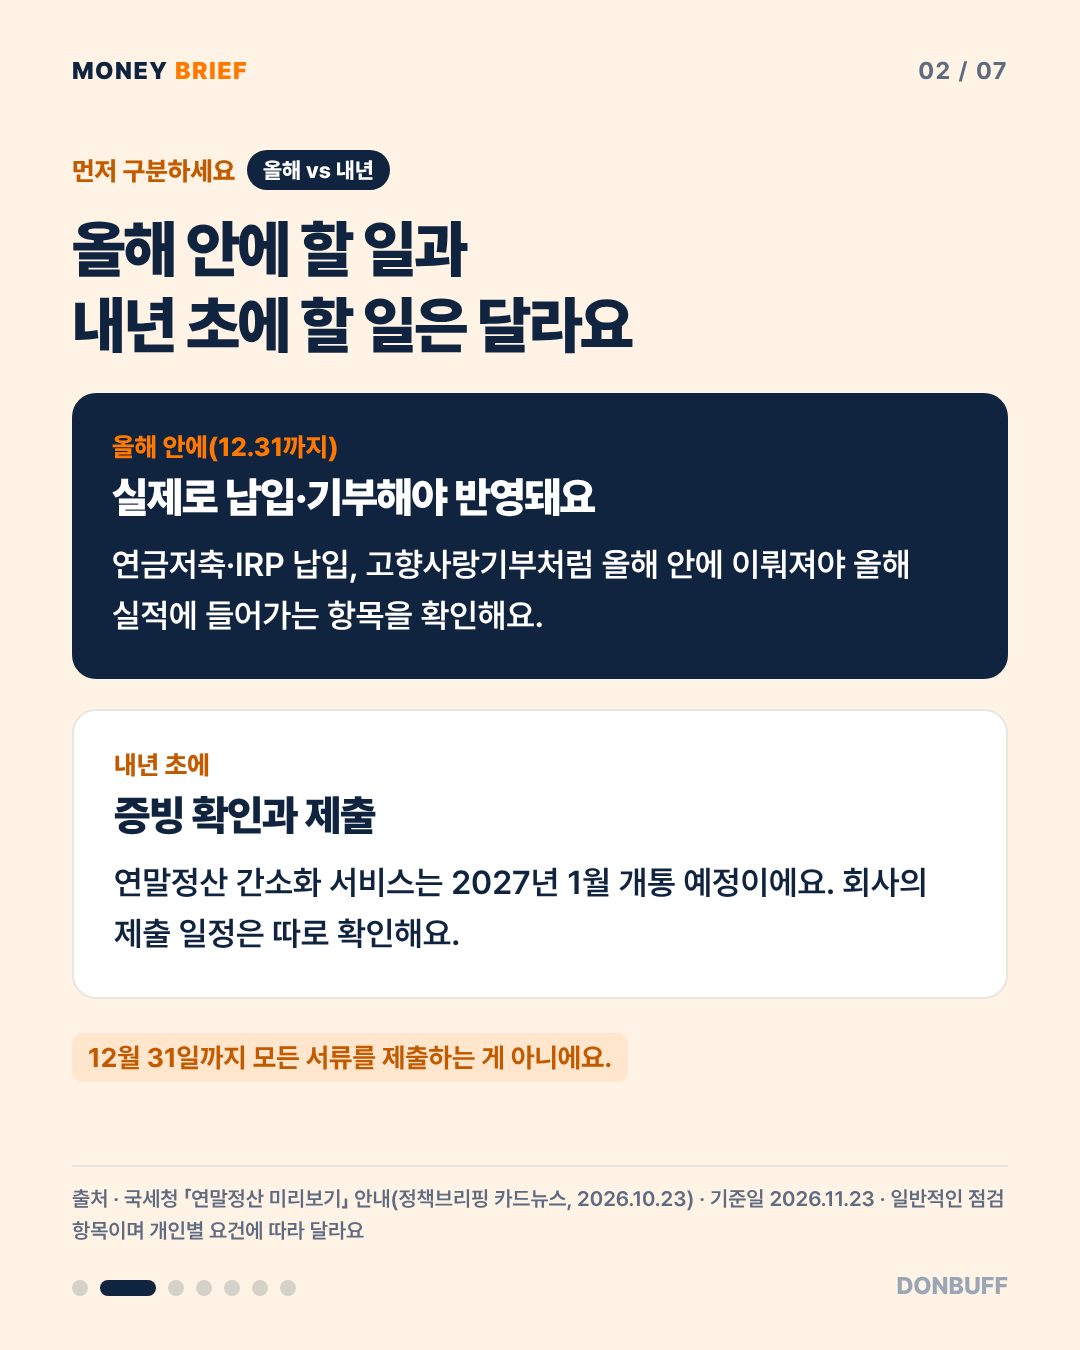 MONEY BRIEF
02 / 07
먼저 구분하세요 올해 vs 내년
올해 안에 할 일과
내년 초에 할 일은 달라요
올해 안에(12.31까지)
실제로 납입·기부해야 반영돼요
연금저축·IRP 납입, 고향사랑기부처럼 올해 안에 이뤄져야 올해
실적에 들어가는 항목을 확인해요.
내년 초에
증빙 확인과 제출
연말정산 간소화 서비스는 2027년 1월 개통 예정이에요. 회사의
제출 일정은 따로 확인해요.
12월 31일까지 모든 서류를 제출하는 게 아니에요.
출처 · 국세청 「연말정산 미리보기」 안내(정책브리핑 카드뉴스, 2026.10.23) · 기준일 2026.11.23 · 일반적인 점검
항목이며 개인별 요건에 따라 달라요
DONBUFF